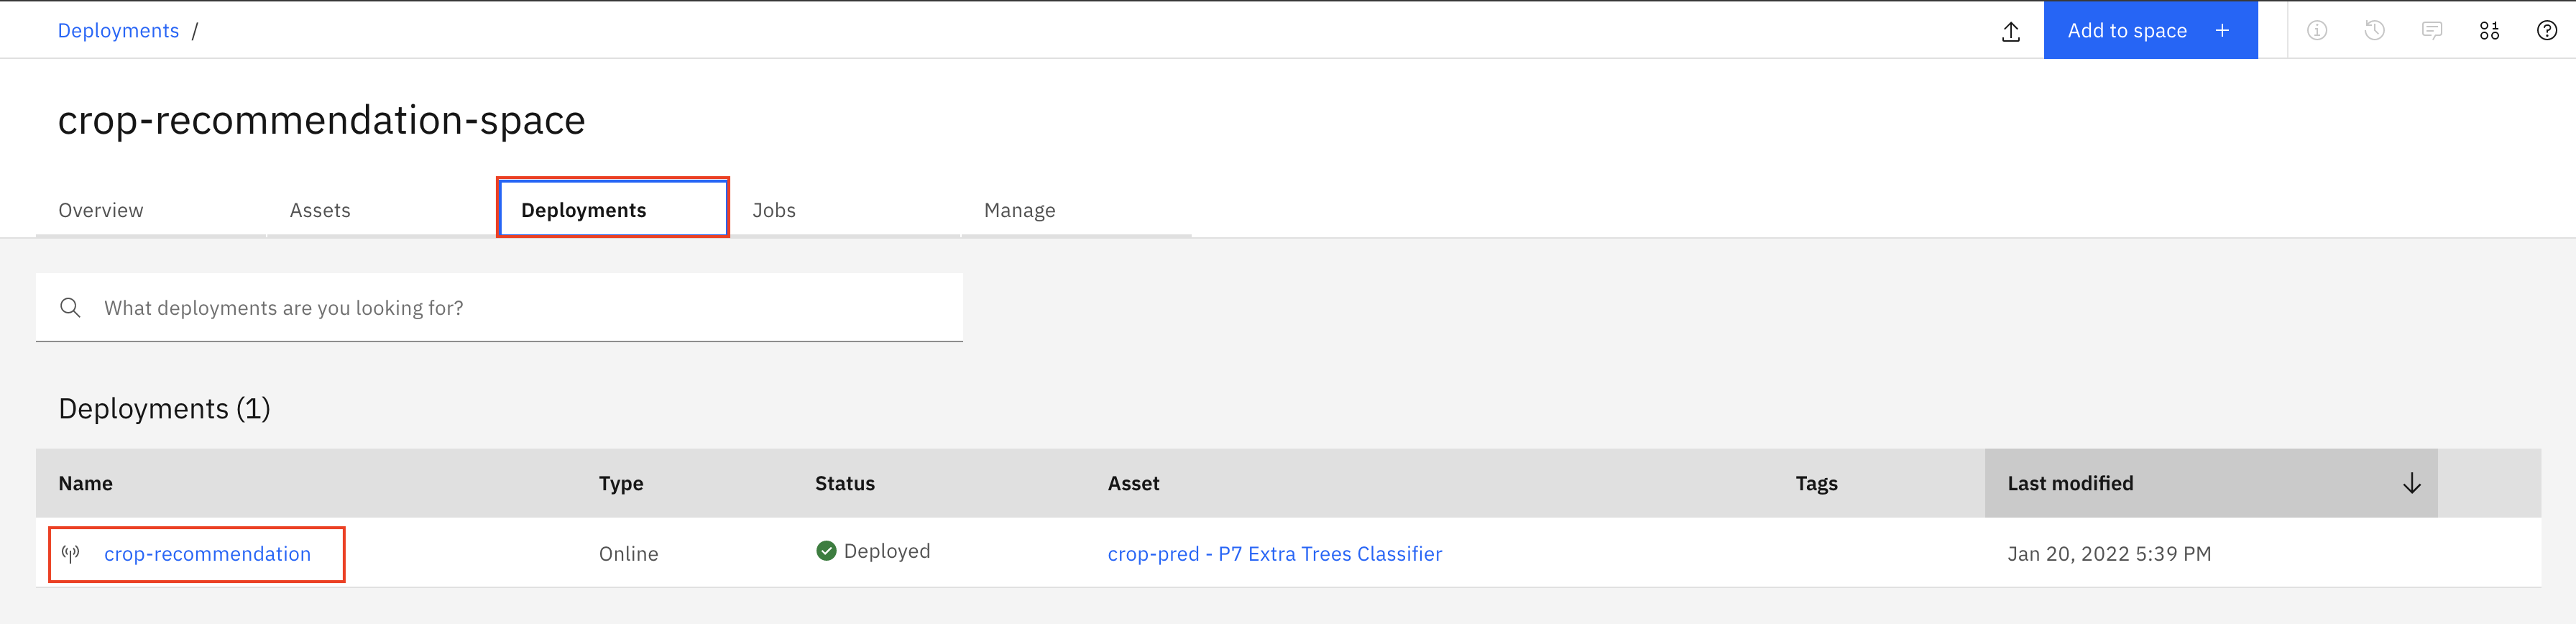 Deployments /
Add to space +
crop-recommendation-space
Overview Assets Deployments Jobs Manage
What deployments are you looking for?
Deployments (1)
Name Type Status Asset Tags Last modified
crop-recommendation Online Deployed crop-pred - P7 Extra Trees Classifier Jan 20, 2022 5:39 PM